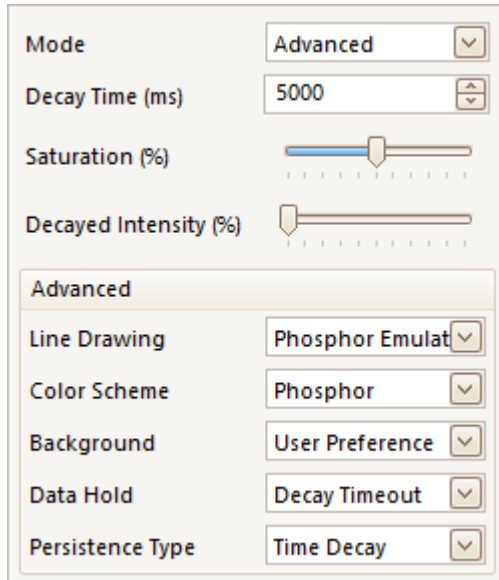 Mode Advanced
Decay Time (ms) 5000
Saturation (%)
Decayed Intensity (%)
Advanced
Line Drawing Phosphor Emulat
Color Scheme Phosphor
Background User Preference
Data Hold Decay Timeout
Persistence Type Time Decay